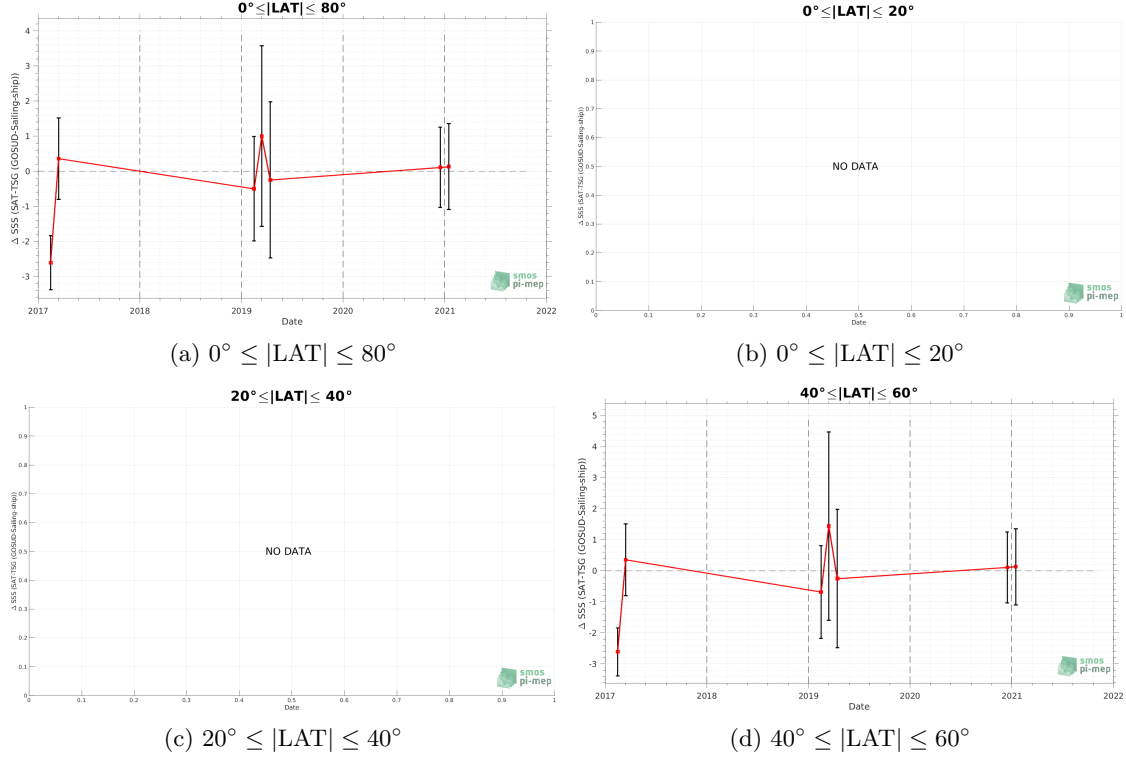 0°≤|LAT|≤ 80°
4
3
2
1
0
-1
-2
-3
Δ SSS (SAT-TSG (GOSUD-Sailing-ship))
2017 2018 2019 2020 2021 2022
Date
smos
pi-mep
(a) 0° ≤ |LAT| ≤ 80°
0°≤|LAT|≤ 20°
1
0.9
0.8
0.7
0.6
0.5
0.4
0.3
0.2
0.1
0
Δ SSS (SAT-TSG (GOSUD-Sailing-ship))
NO DATA
0 0.1 0.2 0.3 0.4 0.5 0.6 0.7 0.8 0.9 1
Date
smos
pi-mep
(b) 0° ≤ |LAT| ≤ 20°
20°≤|LAT|≤ 40°
1
0.9
0.8
0.7
0.6
0.5
0.4
0.3
0.2
0.1
0
Δ SSS (SAT-TSG (GOSUD-Sailing-ship))
NO DATA
0 0.1 0.2 0.3 0.4 0.5 0.6 0.7 0.8 0.9 1
Date
smos
pi-mep
(c) 20° ≤ |LAT| ≤ 40°
40°≤|LAT|≤ 60°
5
4
3
2
1
0
-1
-2
-3
Δ SSS (SAT-TSG (GOSUD-Sailing-ship))
2017 2018 2019 2020 2021 2022
Date
smos
pi-mep
(d) 40° ≤ |LAT| ≤ 60°